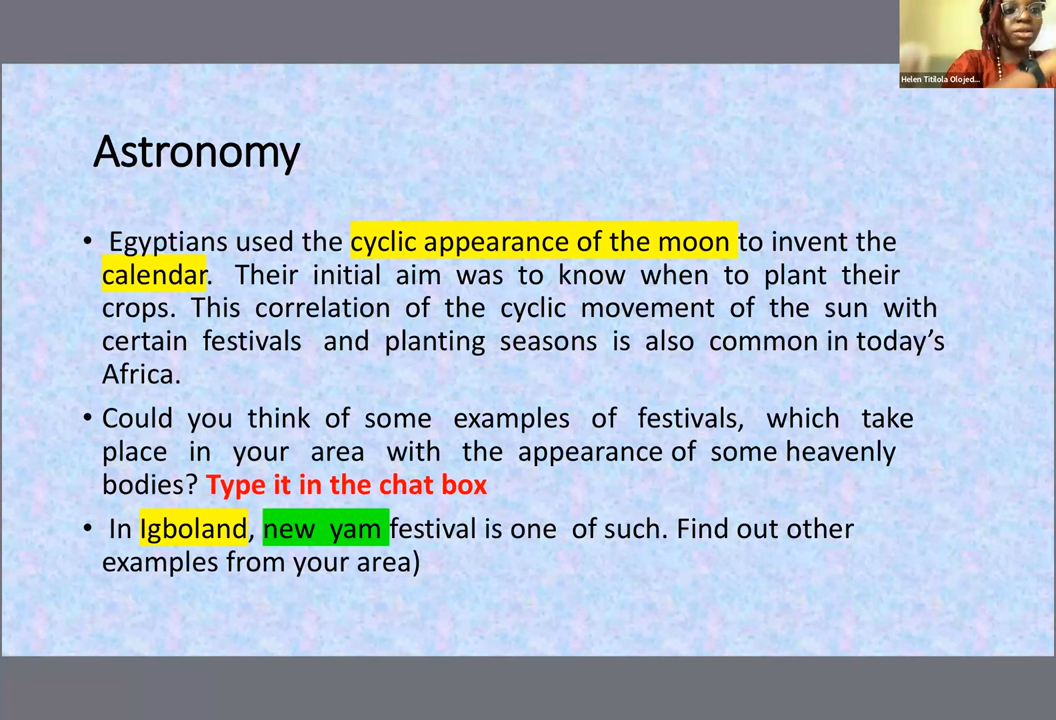 Helen Titilola Olojed...
Astronomy
• Egyptians used the cyclic appearance of the moon to invent the
calendar. Their initial aim was to know when to plant their
crops. This correlation of the cyclic movement of the sun with
certain festivals and planting seasons is also common in today’s
Africa.
• Could you think of some examples of festivals, which take
place in your area with the appearance of some heavenly
bodies? Type it in the chat box
• In Igboland, new yam festival is one of such. Find out other
examples from your area)